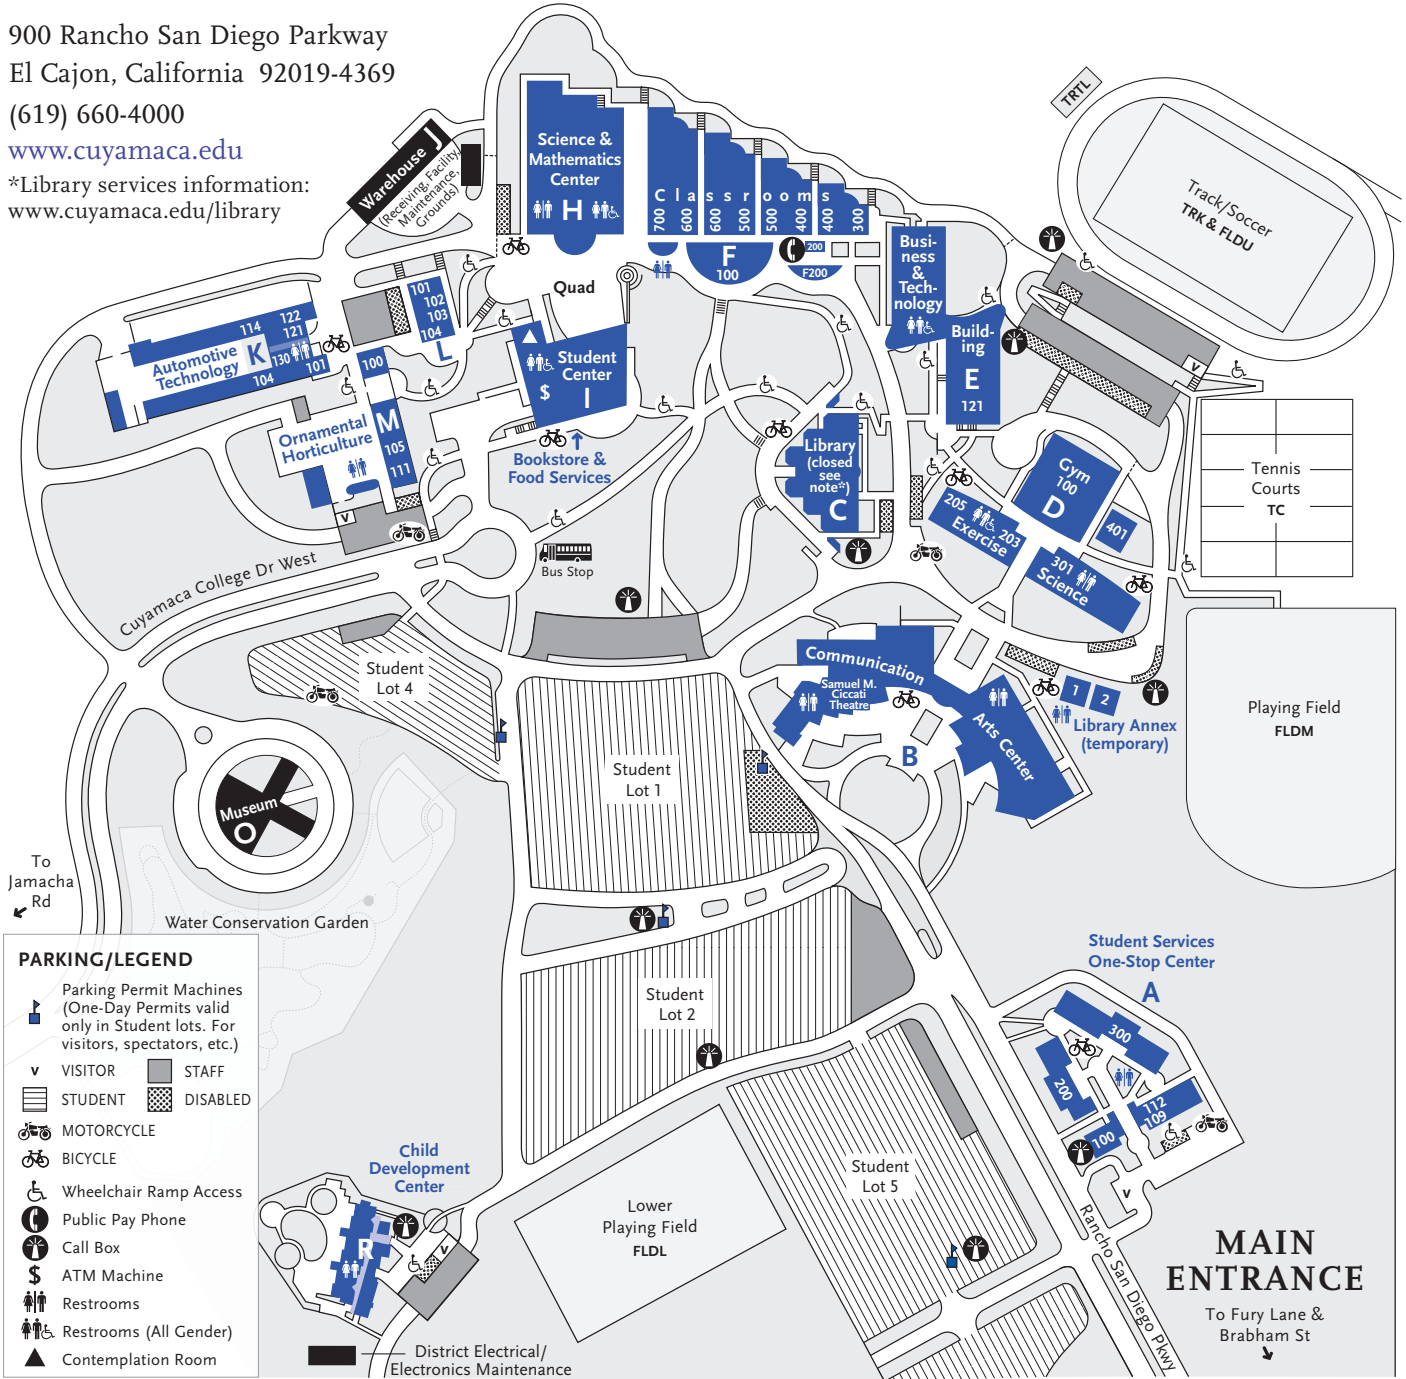 900 Rancho San Diego Parkway
El Cajon, California 92019-4369
(619) 660-4000
www.cuyamaca.edu
*Library services information:
www.cuyamaca.edu/library
Warehouse J
(Receiving, Facility,
Maintenance,
Grounds)
Science &
Mathematics
Center
H
Classrooms
700
600
600
500
500
400
400
300
F
100
200
F200
Quad
Busi-
ness
&
Tech-
nology
Build-
ing
E
121
TRTL
Track/Soccer
TRK & FLDU
V
Tennis
Courts
TC
101
102
103
104
L
114
122
121
Automotive
Technology
K
130
101
104
100
M
105
111
Ornamental
Horticulture
V
Student
Center
I
$
Bookstore &
Food Services
Library
(closed
see
note*)
C
Gym
100
D
401
205
203
Exercise
301
Science
Cuyamaca College Dr West
Bus Stop
Student
Lot 4
Communication
Samuel M.
Ciccati
Theatre
Arts Center
B
1
2
Library Annex
(temporary)
Playing Field
FLDM
Student
Lot 1
Museum
O
To
Jamacha
Rd
Water Conservation Garden
Student
Lot 2
Student Services
One-Stop Center
A
300
200
112
109
100
V
Student
Lot 5
Rancho San Diego Pkwy
MAIN
ENTRANCE
To Fury Lane &
Brabham St
Child
Development
Center
R
V
Lower
Playing Field
FLDL
District Electrical/
Electronics Maintenance
PARKING/LEGEND
Parking Permit Machines
(One-Day Permits valid
only in Student lots. For
visitors, spectators, etc.)
V VISITOR
STAFF
STUDENT
DISABLED
MOTORCYCLE
BICYCLE
Wheelchair Ramp Access
Public Pay Phone
Call Box
$ ATM Machine
Restrooms
Restrooms (All Gender)
Contemplation Room